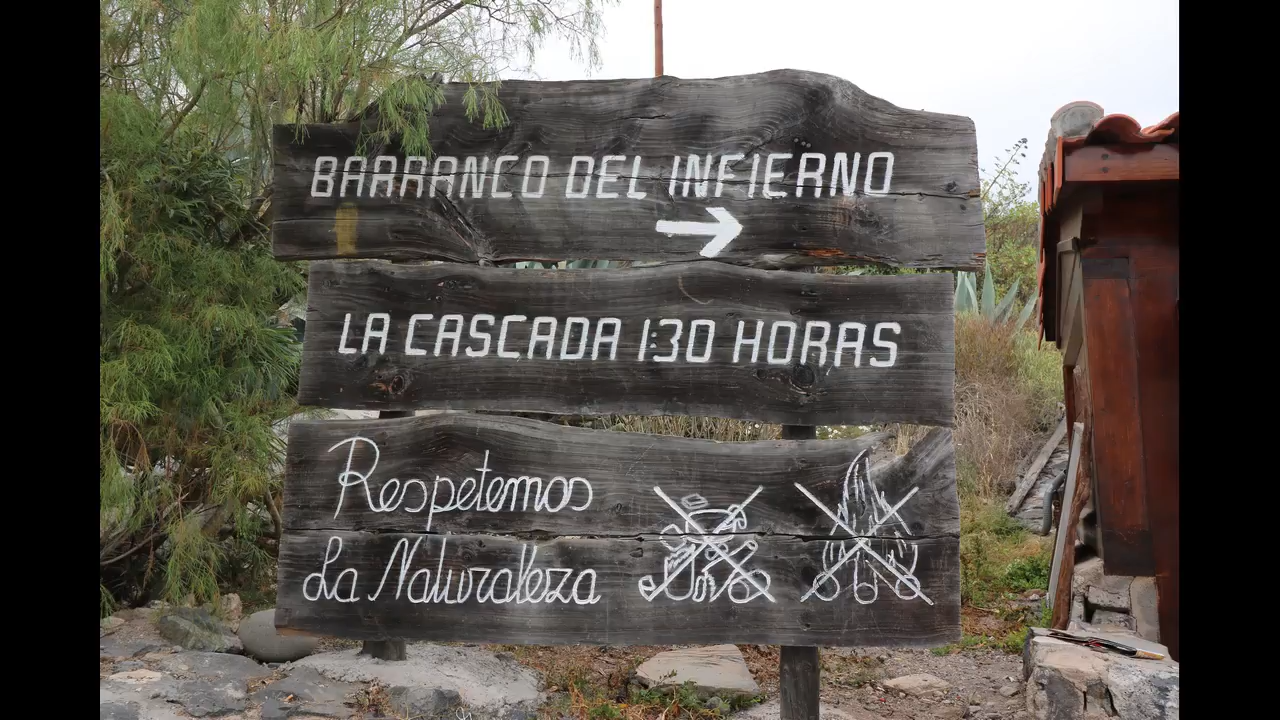 BARRANCO DEL INFIERNO
LA CASCADA 1:30 HORAS
Respetemos
La Naturaleza